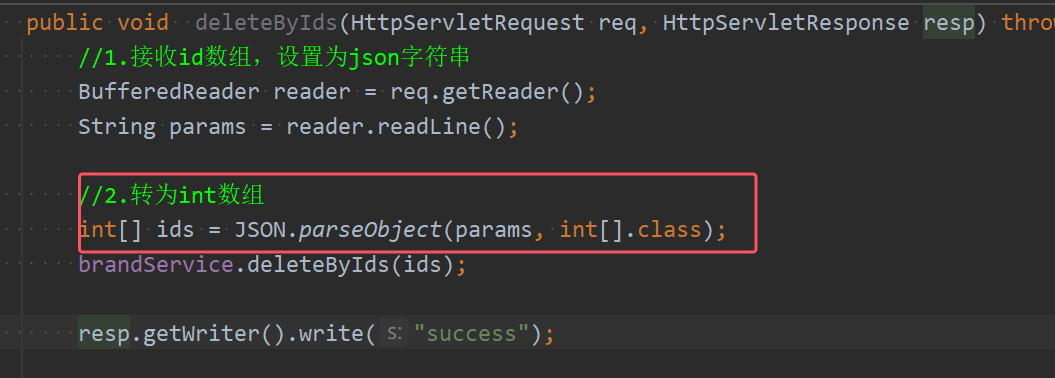 public void deleteByIds(HttpServletRequest req, HttpServletResponse resp) throw
//1.接收id数组，设置为json字符串
BufferedReader reader = req.getReader();
String params = reader.readLine();
//2.转为int数组
int[] ids = JSON.parseObject(params, int[].class);
brandService.deleteByIds(ids);
resp.getWriter().write( s: "success");